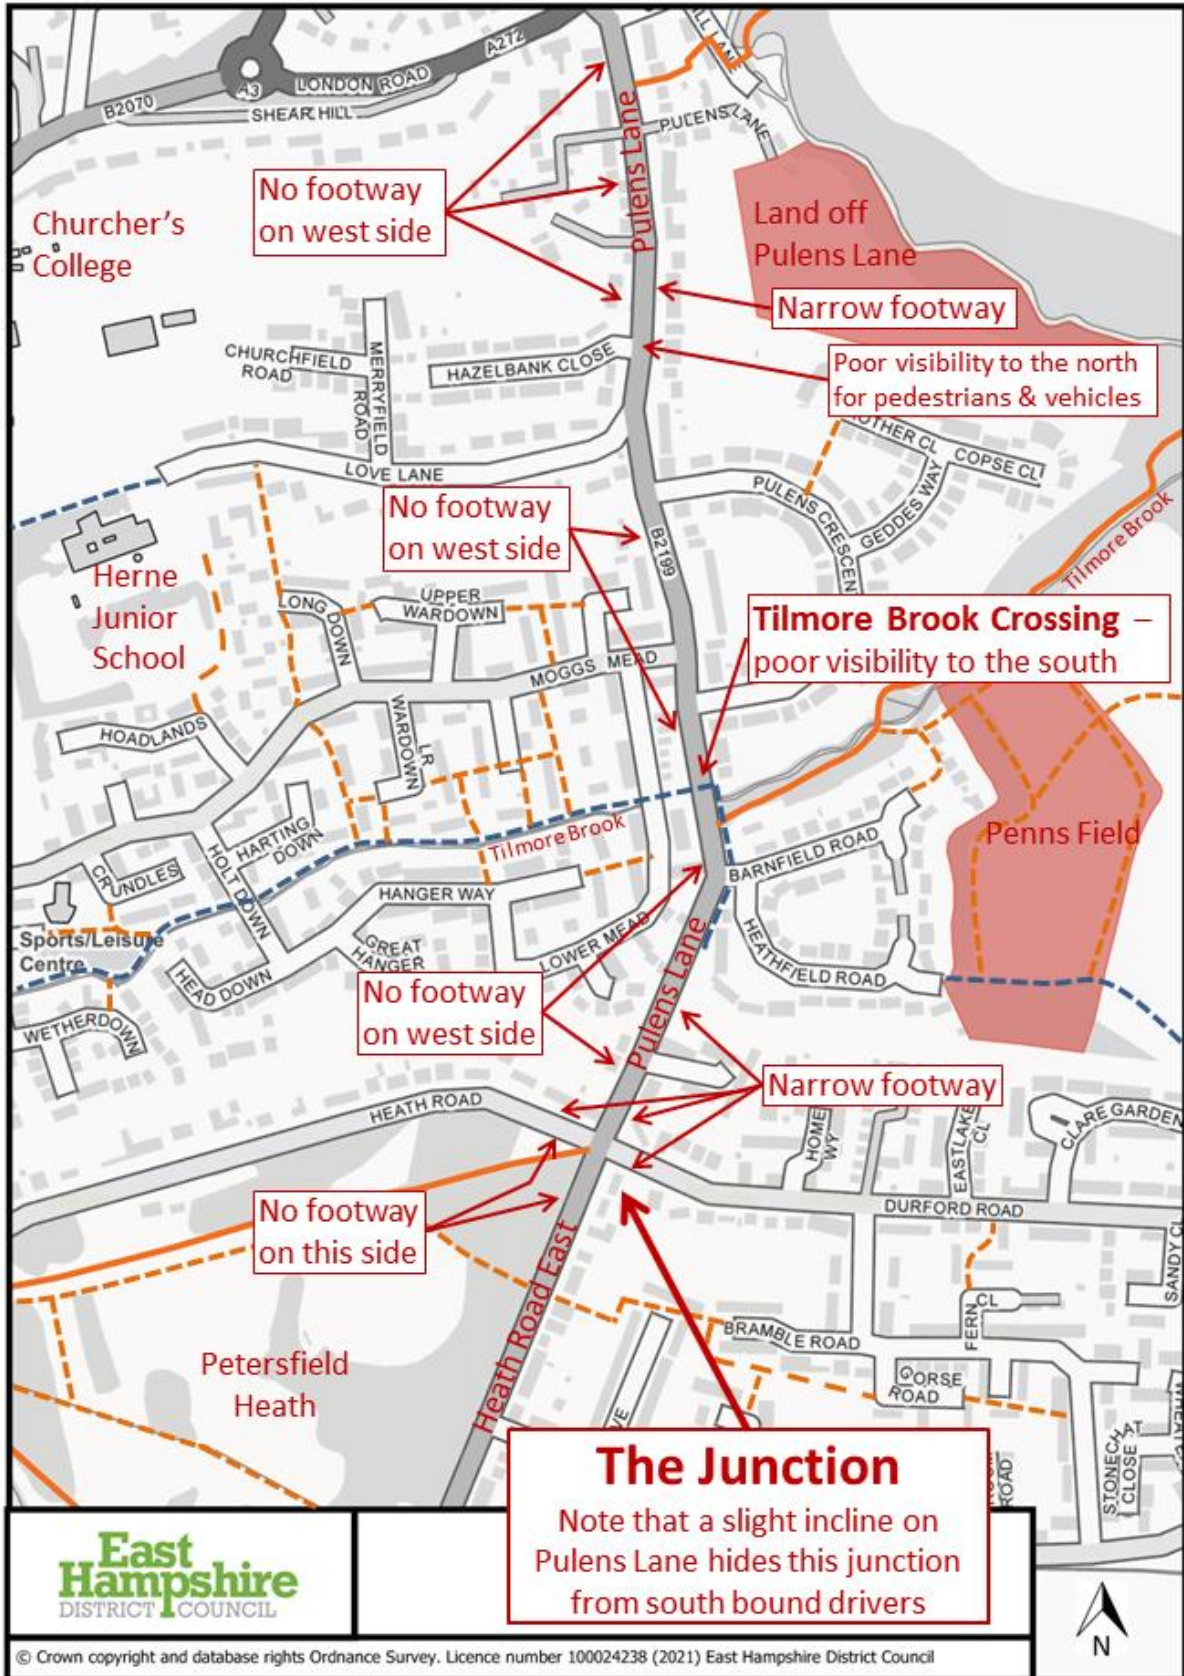 A272
HILL LANE
LONDON ROAD
A3
B2070
SHEAR HILL
PULENS LANE
Pulens Lane
No footway
on west side
Churcher's
College
Land off
Pulens Lane
Narrow footway
Poor visibility to the north
for pedestrians & vehicles
CHURCHFIELD
ROAD
MERRYFIELD
ROAD
HAZELBANK CLOSE
LOVE LANE
COPSE CL
PULENS CRESCENT
GEDDES WAY
No footway
on west side
B2199
Tilmore Brook
Herne
Junior
School
LONG
DOWN
UPPER
WARDOWN
MOGGS MEAD
Tilmore Brook Crossing –
poor visibility to the south
HOADLANDS
LR
WARDOWN
Tilmore Brook
HARTING
DOWN
HOLT DOWN
CRUNDLES
HANGER WAY
BARNFIELD ROAD
Penns Field
Sports/Leisure
Centre
GREAT
HANGER
LOWER MEAD
HEATHFIELD ROAD
HEAD DOWN
Pulens Lane
No footway
on west side
WETHERDOWN
Narrow footway
HEATH ROAD
HOME
WY
EASTLAKE
CL
CLARE GARDEN
No footway
on this side
DURFORD ROAD
SANDY CL
Heath Road East
FERN
CL
BRAMBLE ROAD
GORSE
ROAD
Petersfield
Heath
VE
STONECHAT
CLOSE
ROAD
The Junction
Note that a slight incline on
Pulens Lane hides this junction
from south bound drivers
East
Hampshire
DISTRICT COUNCIL
N
© Crown copyright and database rights Ordnance Survey. Licence number 100024238 (2021) East Hampshire District Council